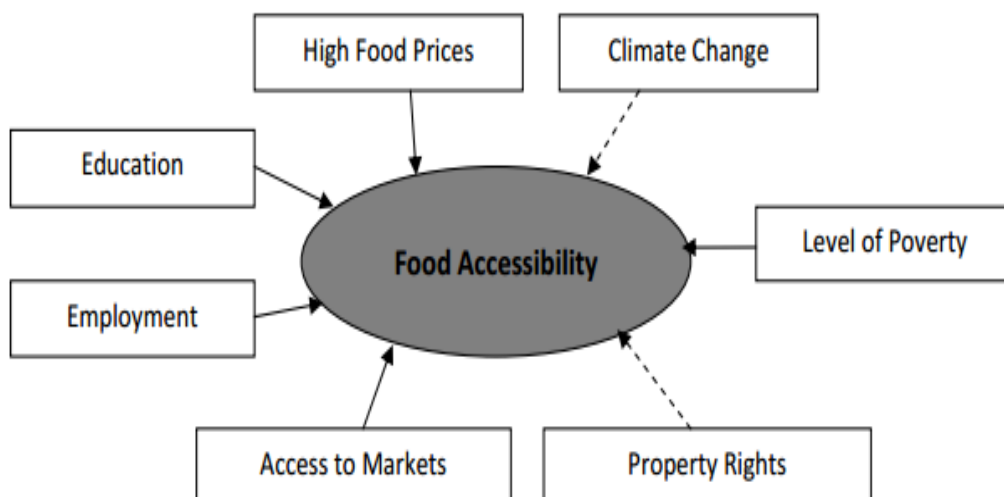 High Food Prices
Climate Change
Education
Level of Poverty
Food Accessibility
Employment
Access to Markets
Property Rights